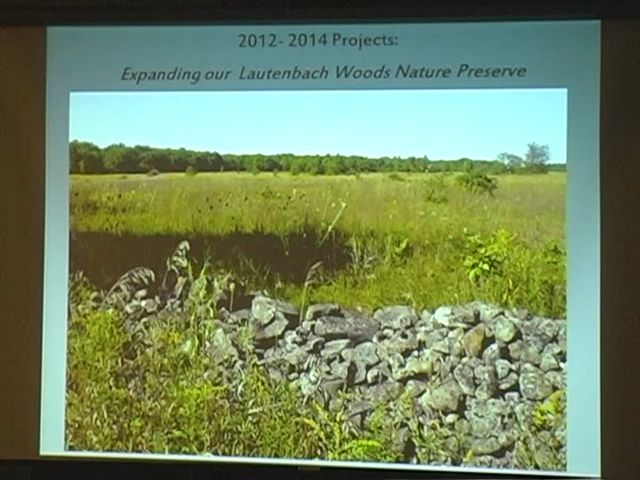 2012- 2014 Projects:
Expanding our Lautenbach Woods Nature Preserve